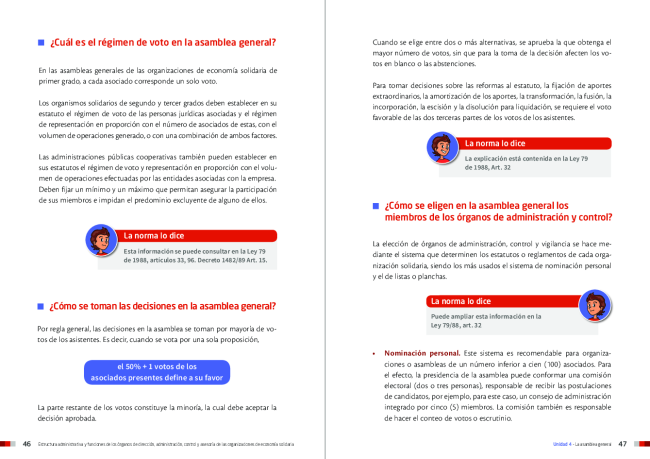 ¿Cuál es el régimen de voto en la asamblea general?
En las asambleas generales de las organizaciones de economía solidaria de
primer grado, a cada asociado corresponde un solo voto.
Los organismos solidarios de segundo y tercer grados deben establecer en su
estatuto el régimen de voto de las personas jurídicas asociadas y el régimen
de representación en proporción con el número de asociados de estas, con el
volumen de operaciones generado, o con una combinación de ambos factores.
Las administraciones públicas cooperativas también pueden establecer en
sus estatutos el régimen de voto y representación en proporción con el volu-
men de operaciones efectuadas por las entidades asociadas con la empresa.
Deben fijar un mínimo y un máximo que permitan asegurar la participación
de sus miembros e impidan el predominio excluyente de alguno de ellos.
La norma lo dice
Esta información se puede consultar en la Ley 79
de 1988, artículos 33, 96. Decreto 1482/89 Art. 15.
¿Cómo se toman las decisiones en la asamblea general?
Por regla general, las decisiones en la asamblea se toman por mayoría de vo-
tos de los asistentes. Es decir, cuando se vota por una sola proposición,
el 50% + 1 votos de los
asociados presentes define a su favor
La parte restante de los votos constituye la minoría, la cual debe aceptar la
decisión aprobada.
46 Estructura administrativa y funciones de los órganos de dirección, administración, control y asesoría de las organizaciones de economía solidaria
Cuando se elige entre dos o más alternativas, se aprueba la que obtenga el
mayor número de votos, sin que para la toma de la decisión afecten los vo-
tos en blanco o las abstenciones.
Para tomar decisiones sobre las reformas al estatuto, la fijación de aportes
extraordinarios, la amortización de los aportes, la transformación, la fusión, la
incorporación, la escisión y la disolución para liquidación, se requiere el voto
favorable de las dos terceras partes de los votos de los asistentes.
La norma lo dice
La explicación está contenida en la Ley 79
de 1988, Art. 32
¿Cómo se eligen en la asamblea general los
miembros de los órganos de administración y control?
La elección de órganos de administración, control y vigilancia se hace me-
diante el sistema que determinen los estatutos o reglamentos de cada orga-
nización solidaria, siendo los más usados el sistema de nominación personal
y el de listas o planchas.
La norma lo dice
Puede ampliar esta información en la
Ley 79/88, art. 32
• Nominación personal. Este sistema es recomendable para organiza-
ciones o asambleas de un número inferior a cien (100) asociados. Para
el efecto, la presidencia de la asamblea puede conformar una comisión
electoral (dos o tres personas), responsable de recibir las postulaciones
de candidatos, por ejemplo, para este caso, un consejo de administración
integrado por cinco (5) miembros. La comisión también es responsable
de hacer el conteo de votos o escrutinio.
Unidad 4 - La asamblea general 47